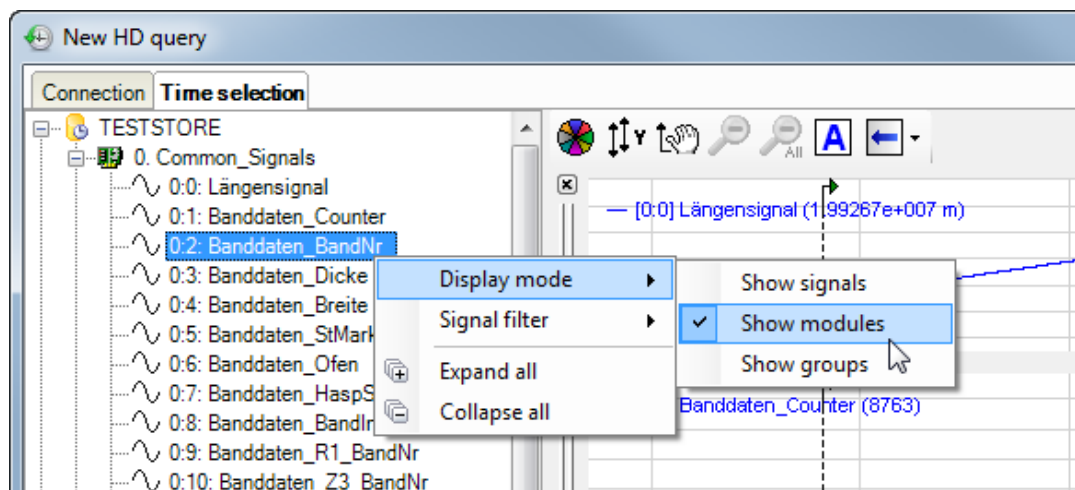 New HD query
Connection Time selection
TESTSTORE
0. Common_Signals
0:0: Längensignal
0:1: Banddaten_Counter
0:2: Banddaten_BandNr
0:3: Banddaten_Dicke
0:4: Banddaten_Breite
0:5: Banddaten_StMark
0:6: Banddaten_Ofen
0:7: Banddaten_HaspS
0:8: Banddaten_BandIn
0:9: Banddaten_R1_BandNr
0:10: Banddaten_Z3_BandNr
Display mode
Signal filter
Expand all
Collapse all
Show signals
Show modules
Show groups
Y
All
A
[0:0] Längensignal (1.99267e+007 m)
Banddaten_Counter (8763)